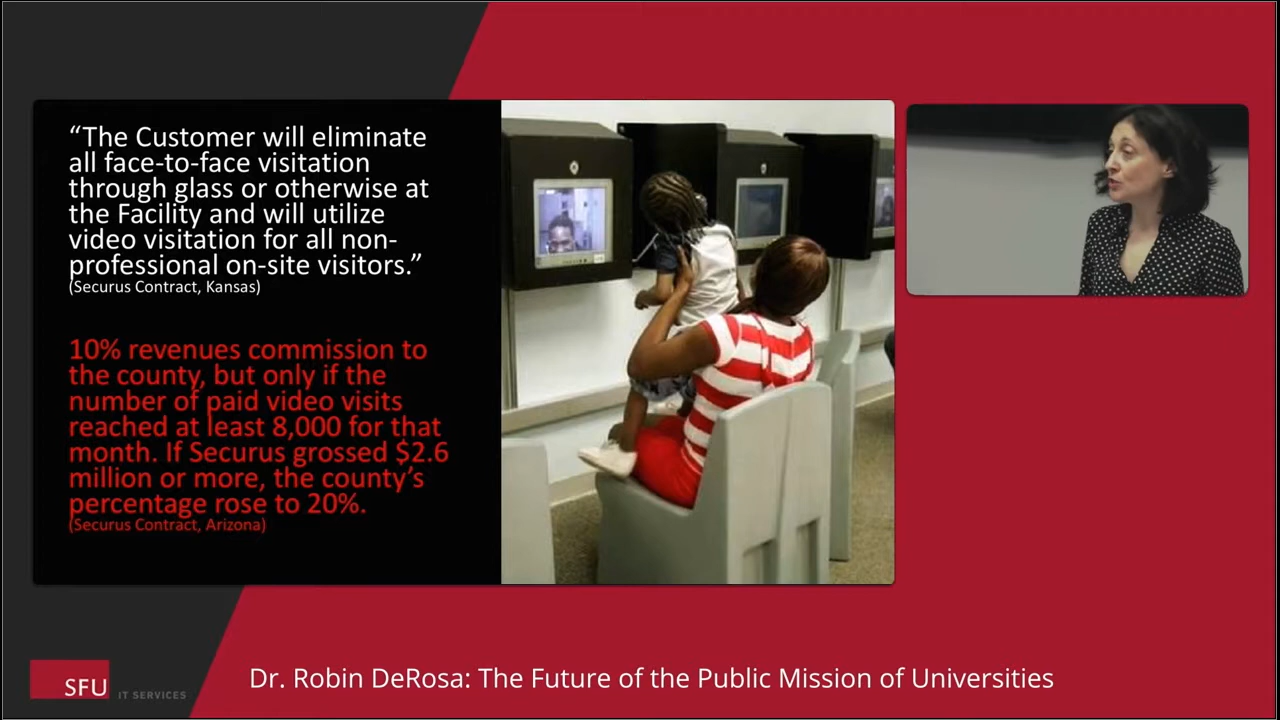 “The Customer will eliminate
all face-to-face visitation
through glass or otherwise at
the Facility and will utilize
video visitation for all non-
professional on-site visitors.”
(Securus Contract, Kansas)
10% revenues commission to
the county, but only if the
number of paid video visits
reached at least 8,000 for that
month. If Securus grossed $2.6
million or more, the county’s
percentage rose to 20%.
(Securus Contract, Arizona)
SFU IT SERVICES
Dr. Robin DeRosa: The Future of the Public Mission of Universities